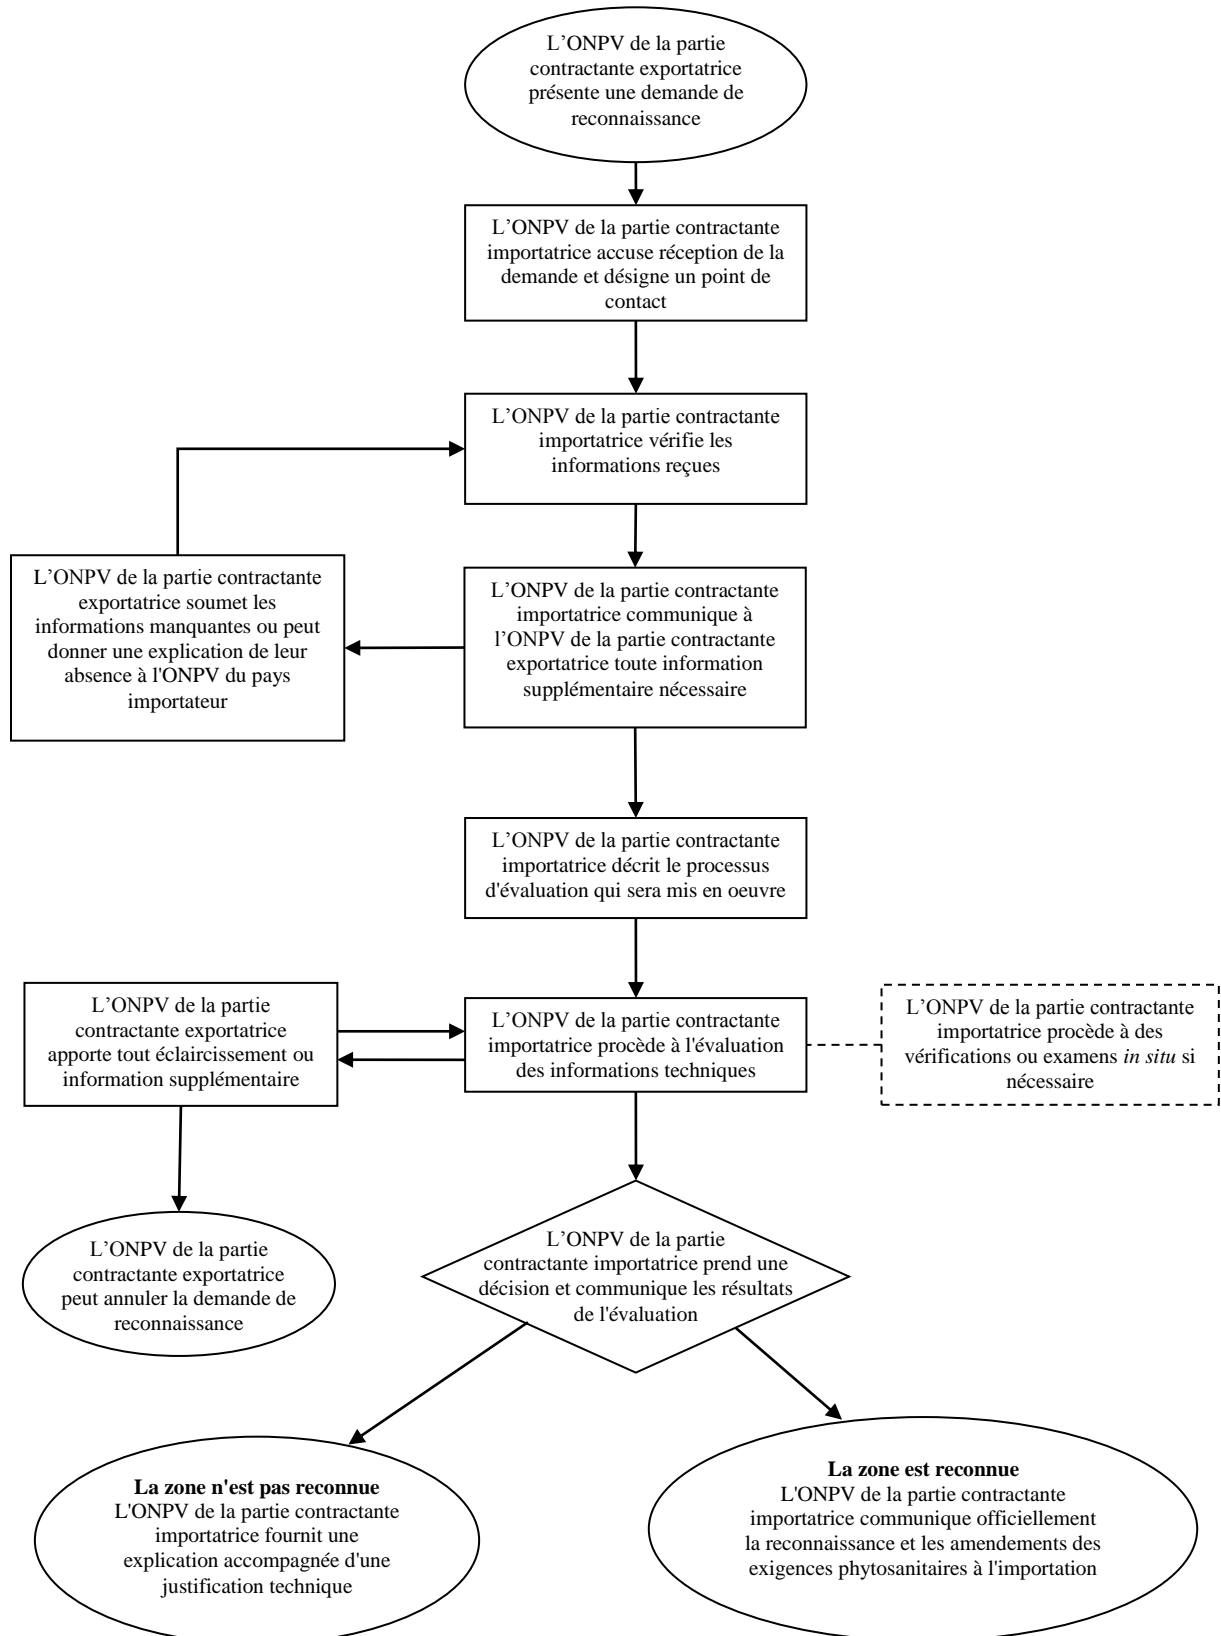 L’ONPV de la partie
contractante exportatrice
présente une demande de
reconnaissance
L’ONPV de la partie contractante
importatrice accuse réception de la
demande et désigne un point de
contact
L’ONPV de la partie contractante
importatrice vérifie les
informations reçues
L’ONPV de la partie contractante
exportatrice soumet les
informations manquantes ou peut
donner une explication de leur
absence à l'ONPV du pays
importateur
L’ONPV de la partie contractante
importatrice communique à
l’ONPV de la partie contractante
exportatrice toute information
supplémentaire nécessaire
L’ONPV de la partie contractante
importatrice décrit le processus
d'évaluation qui sera mis en oeuvre
L’ONPV de la partie
contractante exportatrice
apporte tout éclaircissement ou
information supplémentaire
L’ONPV de la partie contractante
importatrice procède à l'évaluation
des informations techniques
L’ONPV de la partie contractante
importatrice procède à des
vérifications ou examens in situ si
nécessaire
L’ONPV de la partie
contractante exportatrice
peut annuler la demande de
reconnaissance
L’ONPV de la partie
contractante importatrice prend une
décision et communique les résultats
de l'évaluation
La zone n'est pas reconnue
L'ONPV de la partie contractante
importatrice fournit une
explication accompagnée d'une
justification technique
La zone est reconnue
L'ONPV de la partie contractante
importatrice communique officiellement
la reconnaissance et les amendements des
exigences phytosanitaires à l'importation